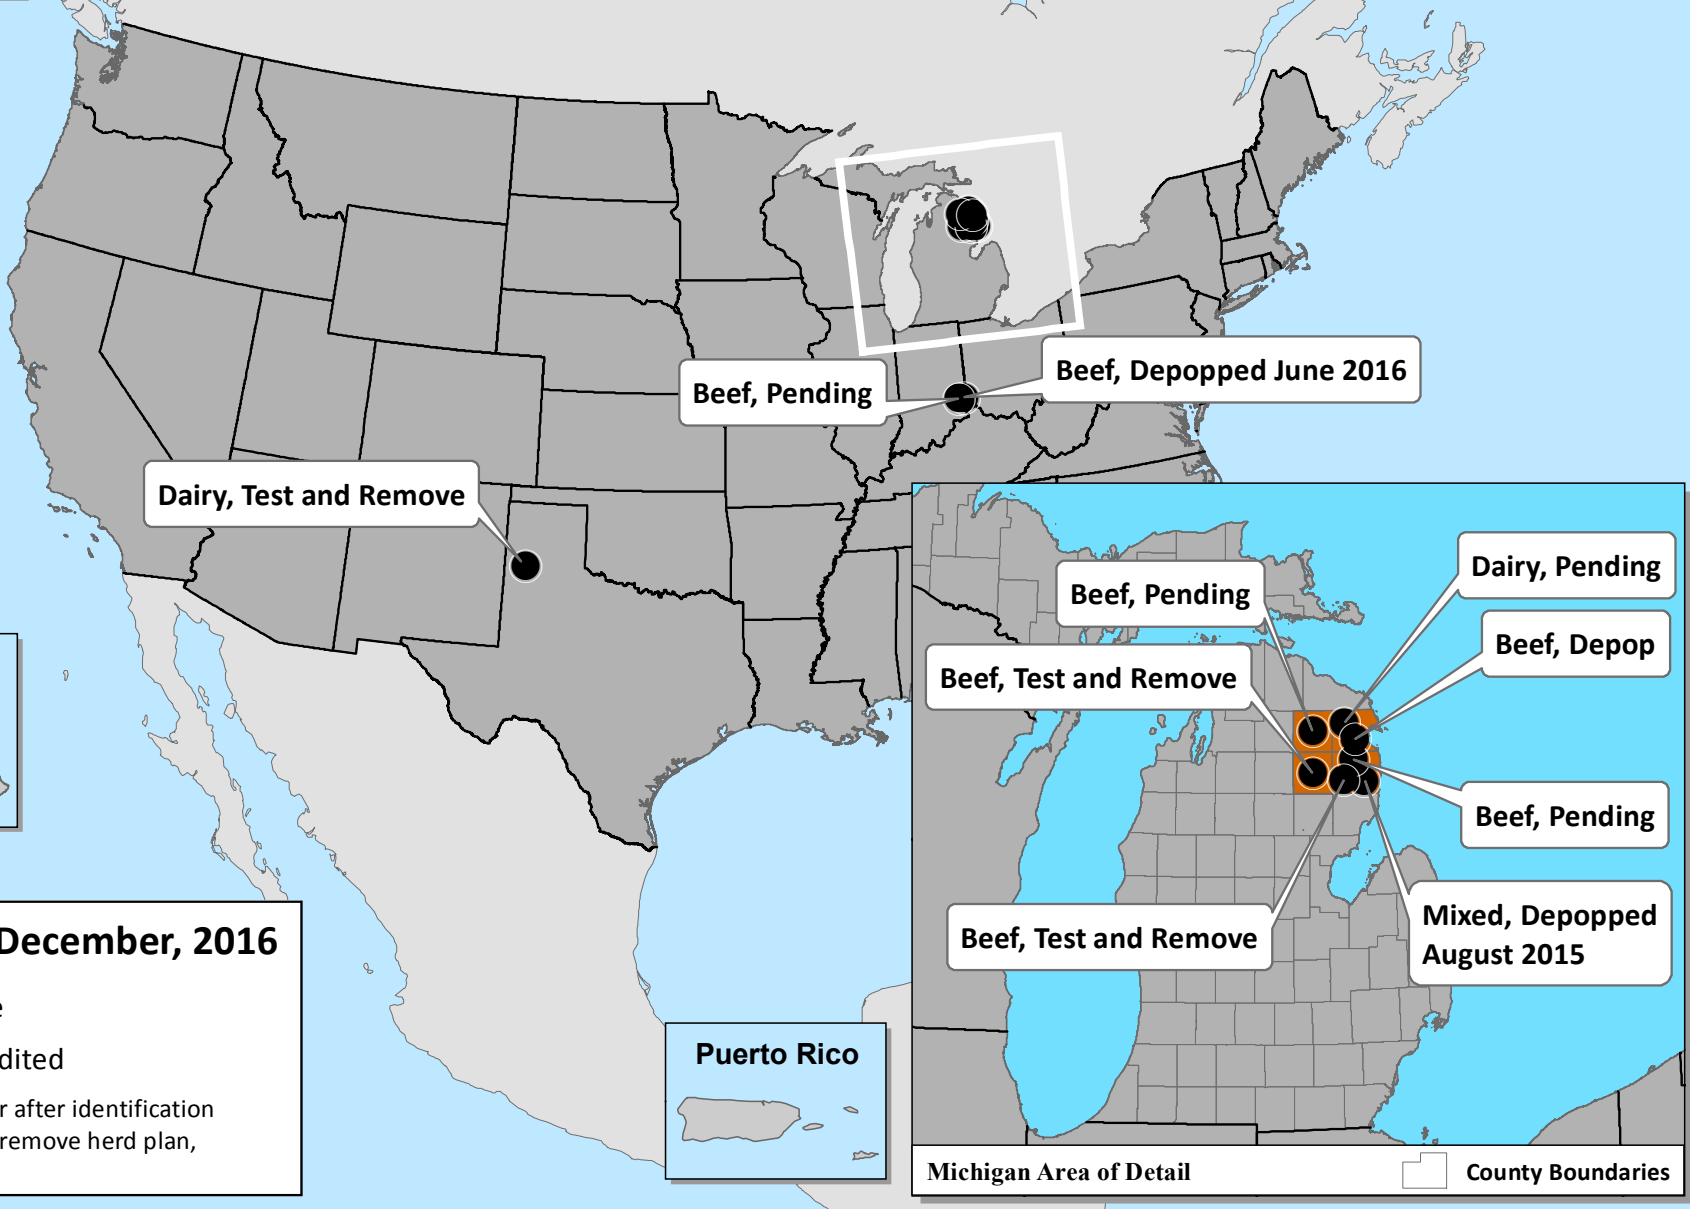 Beef, Pending
Beef, Depopped June 2016
Dairy, Test and Remove
Dairy, Pending
Beef, Pending
Beef, Depop
Beef, Test and Remove
Beef, Pending
Mixed, Depopped
August 2015
Beef, Test and Remove
December, 2016
dited
r after identification
remove herd plan,
Puerto Rico
Michigan Area of Detail
County Boundaries